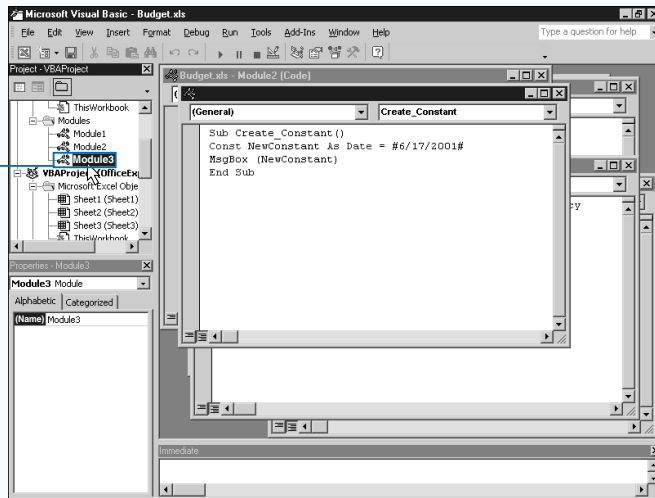 Microsoft Visual Basic - Budget.xls
File Edit View Insert Format Debug Run Tools Add-Ins Window Help
Type a question for help
Project - VBAProject
ThisWorkbook
Modules
Module1
Module2
Module3
VBAProject (OfficeEx
Microsoft Excel Obje
Sheet1 (Sheet1)
Sheet2 (Sheet2)
Sheet3 (Sheet3)
ThisWorkbook
Properties - Module3
Module3 Module
Alphabetic Categorized
(Name) Module3
Budget.xls - Module2 (Code)
(General) Create_Constant
Sub Create_Constant()
Const NewConstant As Date = #6/17/2001#
MsgBox (NewConstant)
End Sub
Immediate